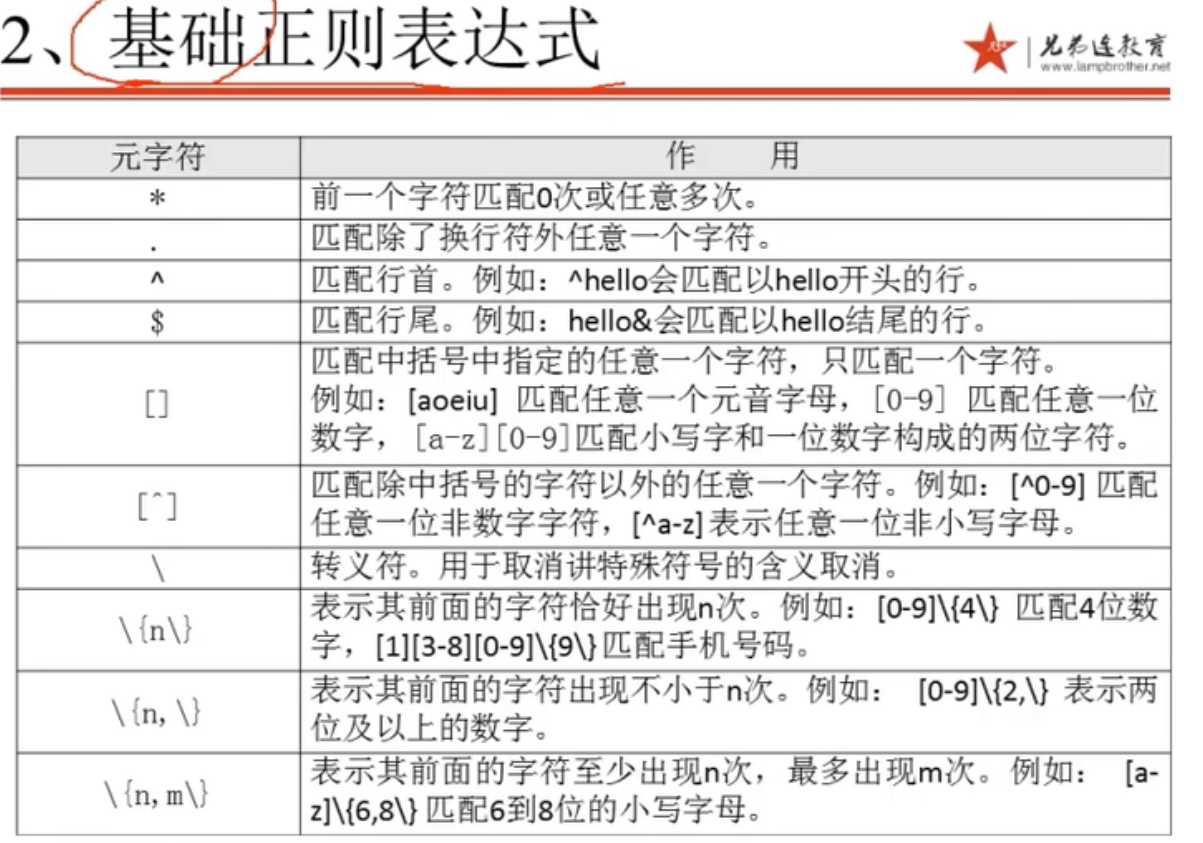 2、基础正则表达式
兄弟连教育
www.lampbrother.net
元字符 作 用
* 前一个字符匹配0次或任意多次。
. 匹配除了换行符外任意一个字符。
^ 匹配行首。例如：^hello会匹配以hello开头的行。
$ 匹配行尾。例如：hello&会匹配以hello结尾的行。
[] 匹配中括号中指定的任意一个字符，只匹配一个字符。
例如：[aoeiu] 匹配任意一个元音字母，[0-9] 匹配任意一位
数字，[a-z][0-9]匹配小写字和一位数字构成的两位字符。
[^] 匹配除中括号的字符以外的任意一个字符。例如：[^0-9] 匹配
任意一位非数字字符，[^a-z]表示任意一位非小写字母。
\ 转义符。用于取消讲特殊符号的含义取消。
\{n\} 表示其前面的字符恰好出现n次。例如：[0-9]\{4\} 匹配4位数
字，[1][3-8][0-9]\{9\}匹配手机号码。
\{n,\} 表示其前面的字符出现不小于n次。例如： [0-9]\{2,\} 表示两
位及以上的数字。
\{n,m\} 表示其前面的字符至少出现n次，最多出现m次。例如： [a-
z]\{6,8\} 匹配6到8位的小写字母。